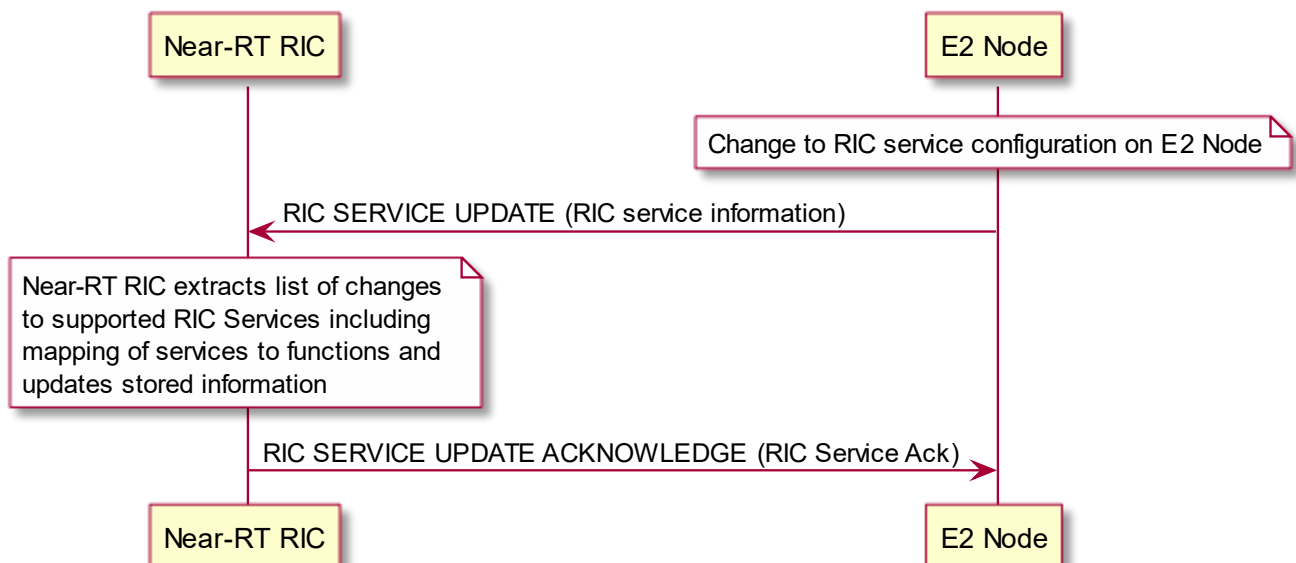 Near-RT RIC
E2 Node
Change to RIC service configuration on E2 Node
RIC SERVICE UPDATE (RIC service information)
Near-RT RIC extracts list of changes
to supported RIC Services including
mapping of services to functions and
updates stored information
RIC SERVICE UPDATE ACKNOWLEDGE (RIC Service Ack)
Near-RT RIC
E2 Node